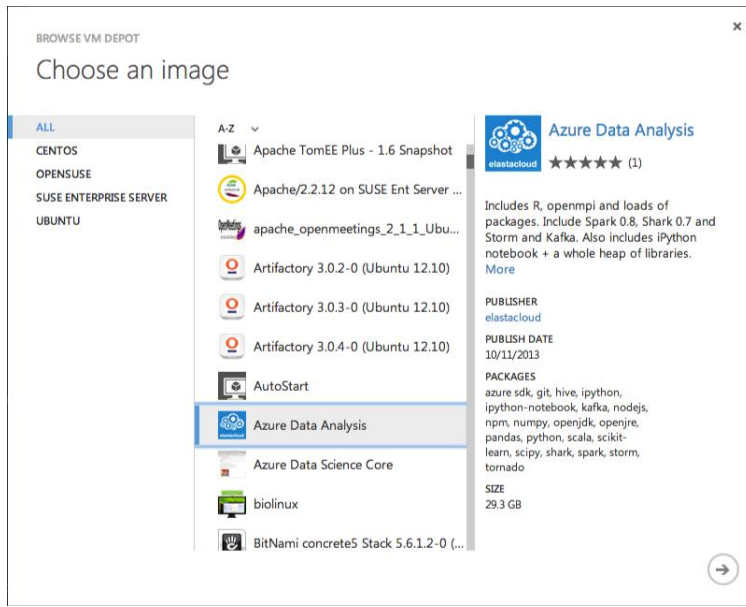 BROWSE VM DEPOT
Choose an image
ALL
CENTOS
OPENSUSE
SUSE ENTERPRISE SERVER
UBUNTU
A-Z
Apache TomEE Plus - 1.6 Snapshot
Apache/2.2.12 on SUSE Ent Server ...
apache_openmeetings_2_1_1_Ubu...
Artifactory 3.0.2-0 (Ubuntu 12.10)
Artifactory 3.0.3-0 (Ubuntu 12.10)
Artifactory 3.0.4-0 (Ubuntu 12.10)
AutoStart
Azure Data Analysis
Azure Data Science Core
biolinux
BitNami concrete5 Stack 5.6.1.2-0 (...
elastacloud
Azure Data Analysis
(1)
Includes R, openmpi and loads of
packages. Include Spark 0.8, Shark 0.7 and
Storm and Kafka. Also includes iPython
notebook + a whole heap of libraries.
More
PUBLISHER
elastacloud
PUBLISH DATE
10/11/2013
PACKAGES
azure sdk, git, hive, ipython,
ipython-notebook, kafka, nodejs,
npm, numpy, openjdk, openjre,
pandas, python, scala, scikit-
learn, scipy, shark, spark, storm,
tornado
SIZE
29.3 GB